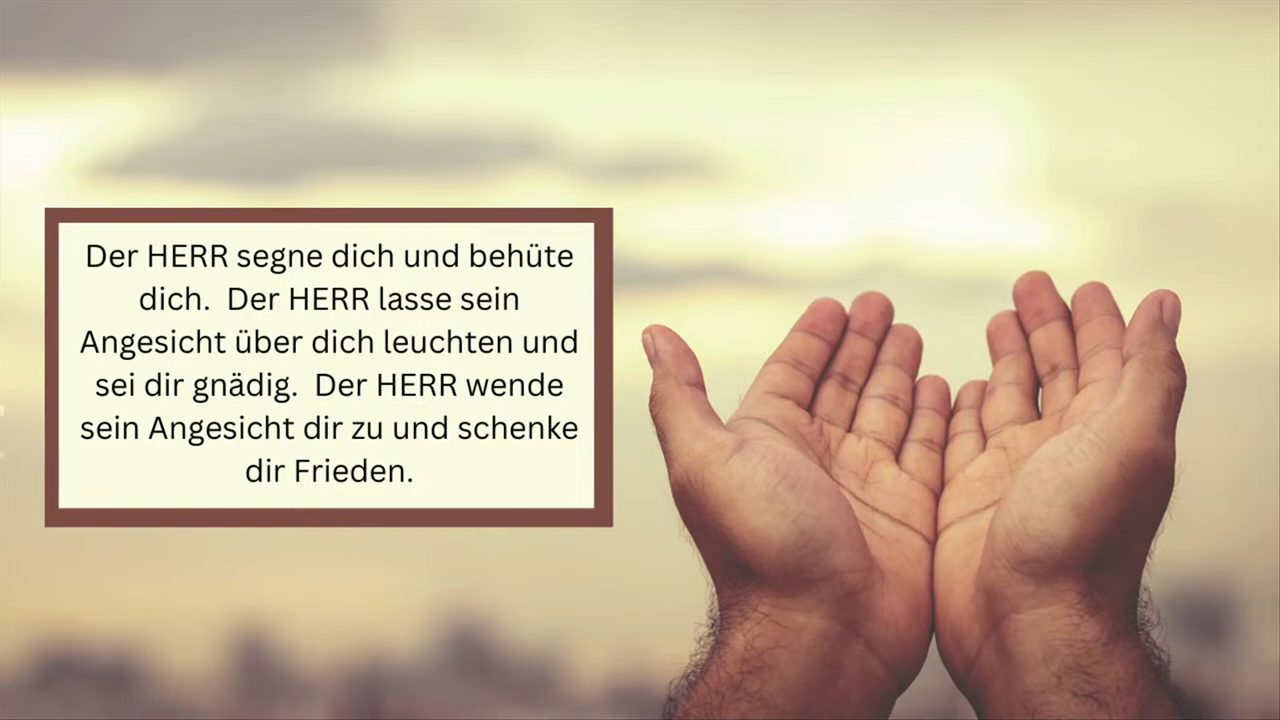 Der HERR segne dich und behüte
dich.  Der HERR lasse sein
Angesicht über dich leuchten und
sei dir gnädig.  Der HERR wende
sein Angesicht dir zu und schenke
dir Frieden.